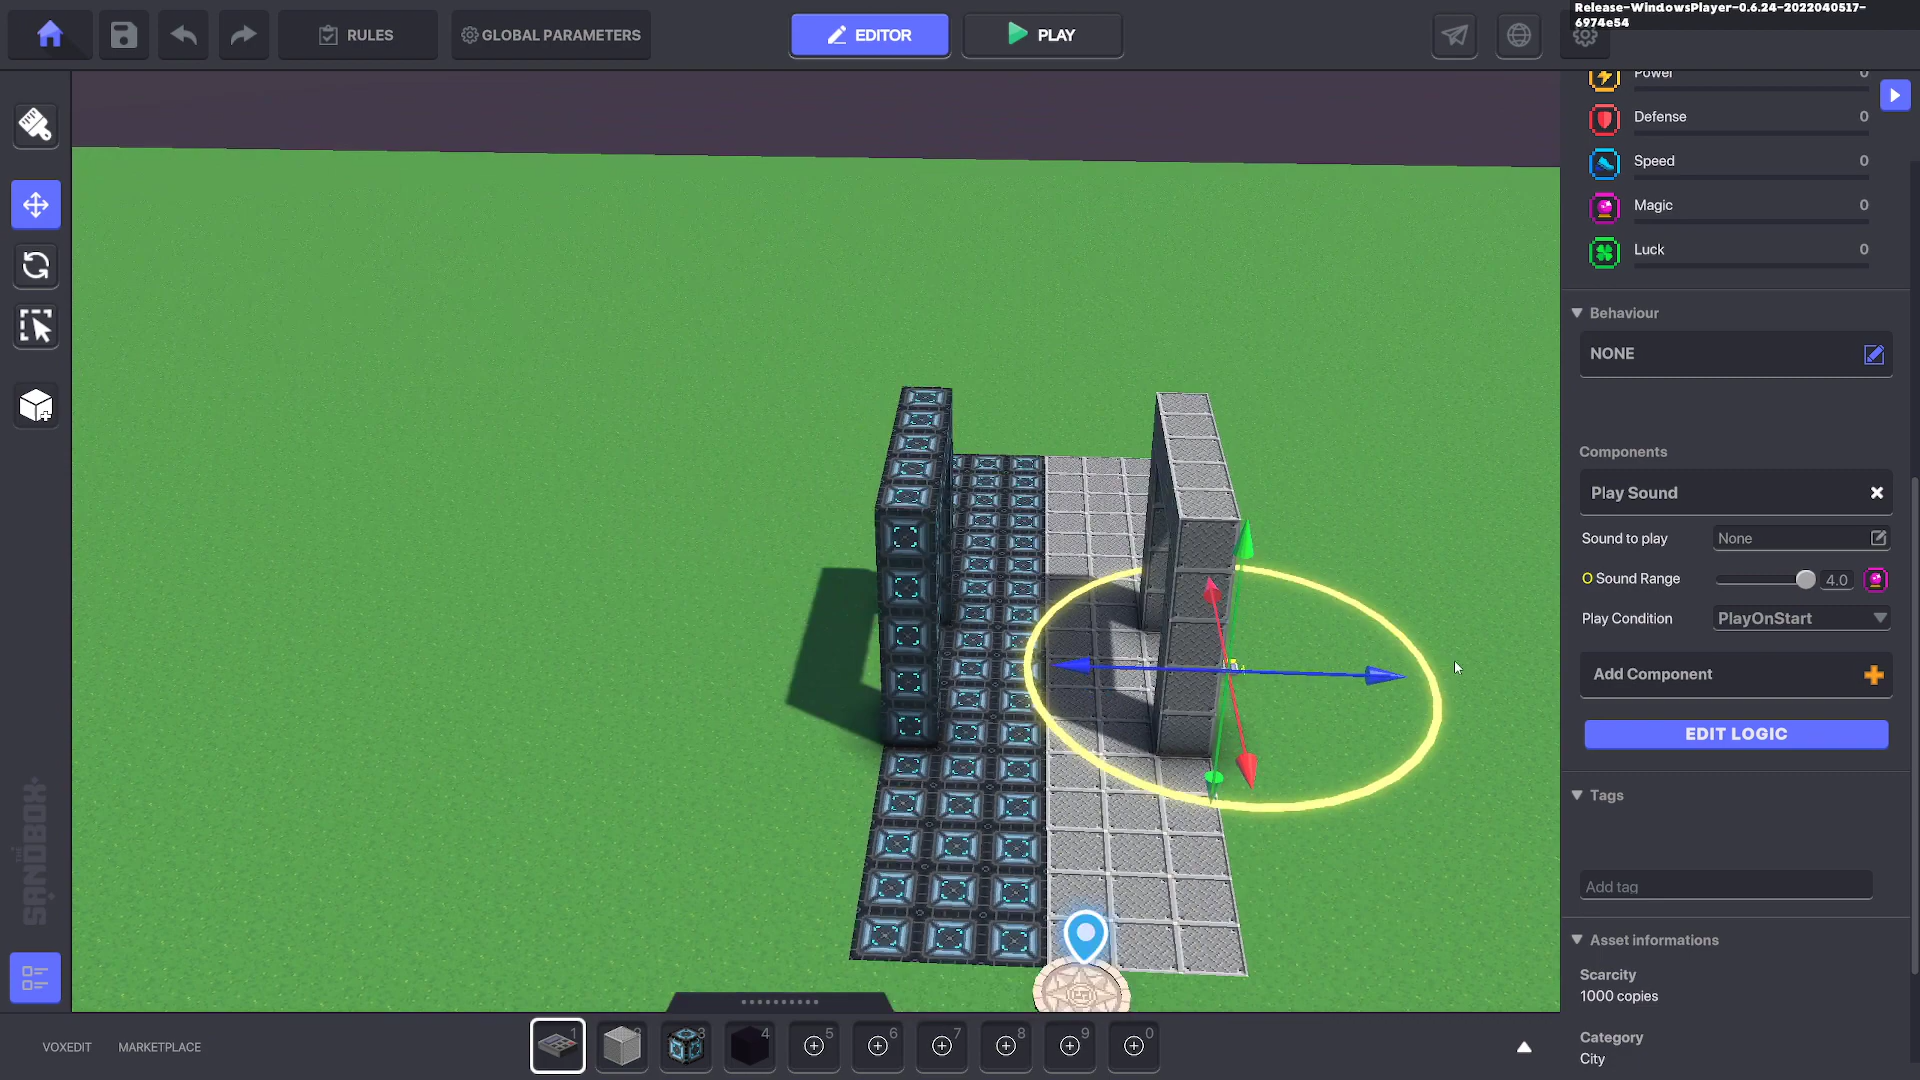 Release-WindowsPlayer-0.6.24-2022040517-
6974e54
RULES
GLOBAL PARAMETERS
EDITOR
PLAY
Power 0
Defense 0
Speed 0
Magic 0
Luck 0
Behaviour
NONE
Components
Play Sound
Sound to play None
Sound Range 4.0
Play Condition PlayOnStart
Add Component
EDIT LOGIC
Tags
Add tag
Asset informations
Scarcity
1000 copies
Category
City
THE SANDBOX
VOXEDIT
MARKETPLACE
1 2 3 4 5 6 7 8 9 0